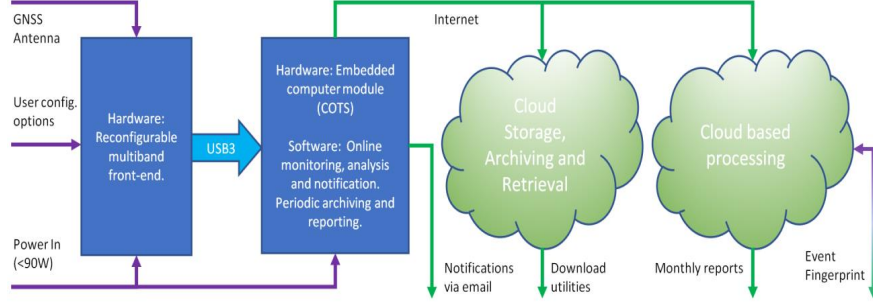 GNSS
Antenna
User config.
options
Power In
(<90W)
Hardware:
Reconfigurable
multiband
front-end.
USB3
Hardware: Embedded
computer module
(COTS)
Software: Online
monitoring, analysis
and notification.
Periodic archiving and
reporting.
Internet
Cloud
Storage,
Archiving and
Retrieval
Cloud based
processing
Notifications
via email
Download
utilities
Monthly reports
Event
Fingerprint